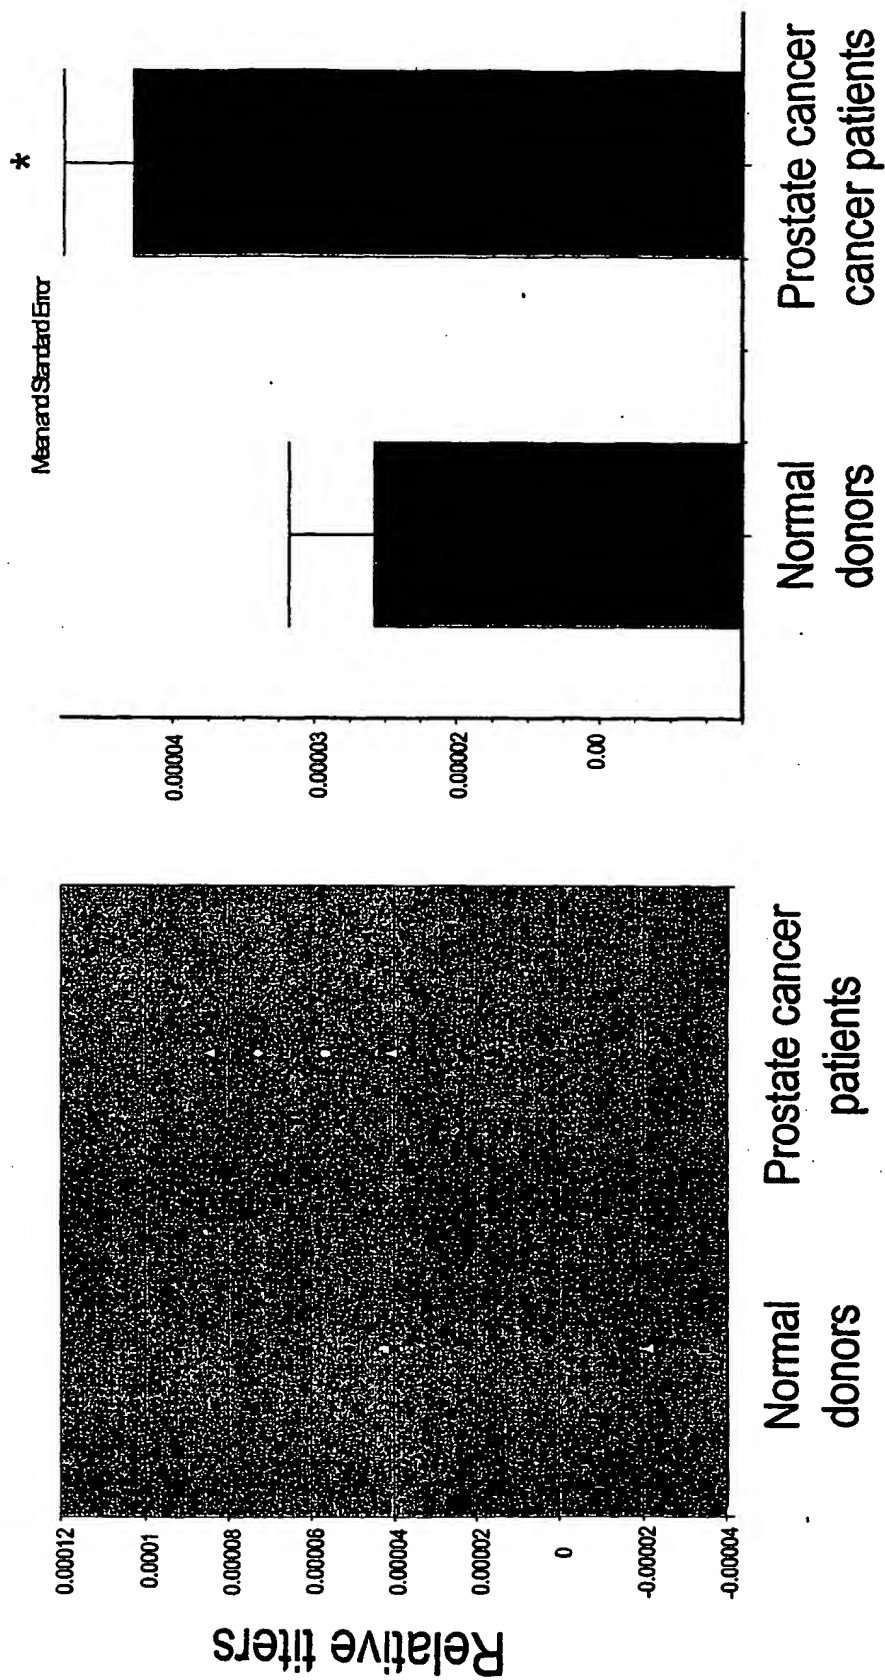 Relative titers
0.00012
0.0001
0.00008
0.00006
0.00004
0.00002
0
-0.00002
-0.00004
Normal
donors
Prostate cancer
patients
Mean and Standard Error
*
0.00004
0.00003
0.00002
0.00
Normal
donors
Prostate cancer
cancer patients